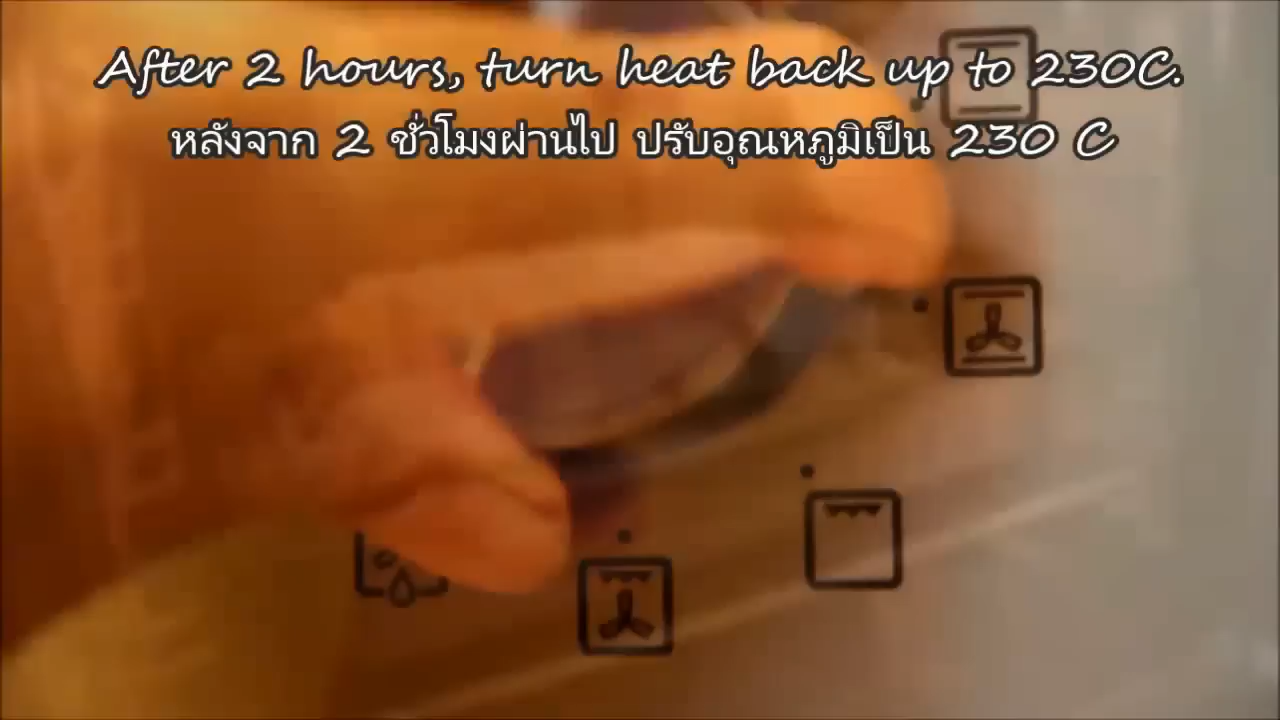 After 2 hours, turn heat back up to 230C.
หลังจาก 2 ชั่วโมงผ่านไป ปรับอุณหภูมิเป็น 230 C